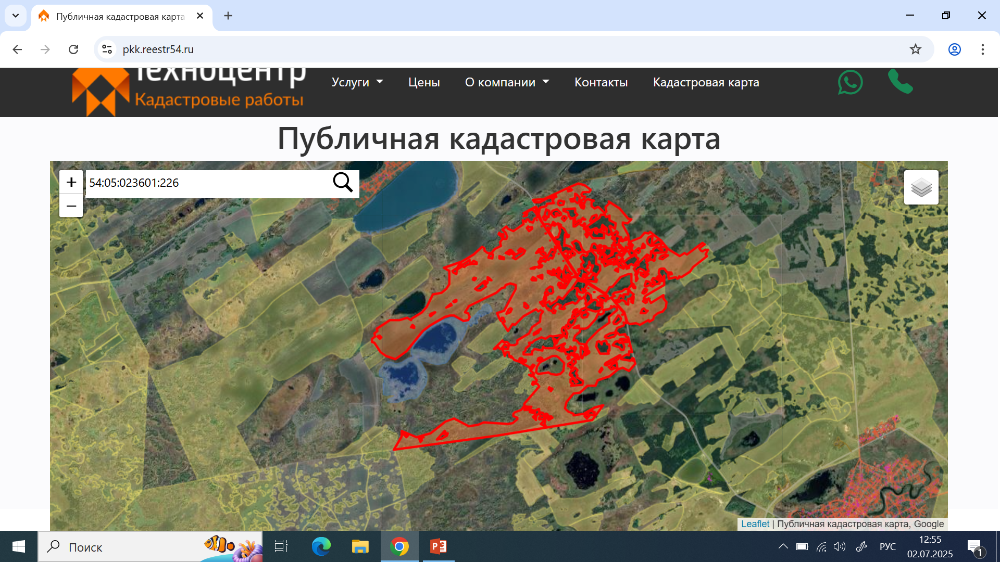 Публичная кадастровая карта
pkk.reestr54.ru
Техноцентр
Кадастровые работы
Услуги
Цены
О компании
Контакты
Кадастровая карта
Публичная кадастровая карта
+
54:05:023601:226
−
Leaflet | Публичная кадастровая карта, Google
Поиск
РУС
12:55
02.07.2025
1